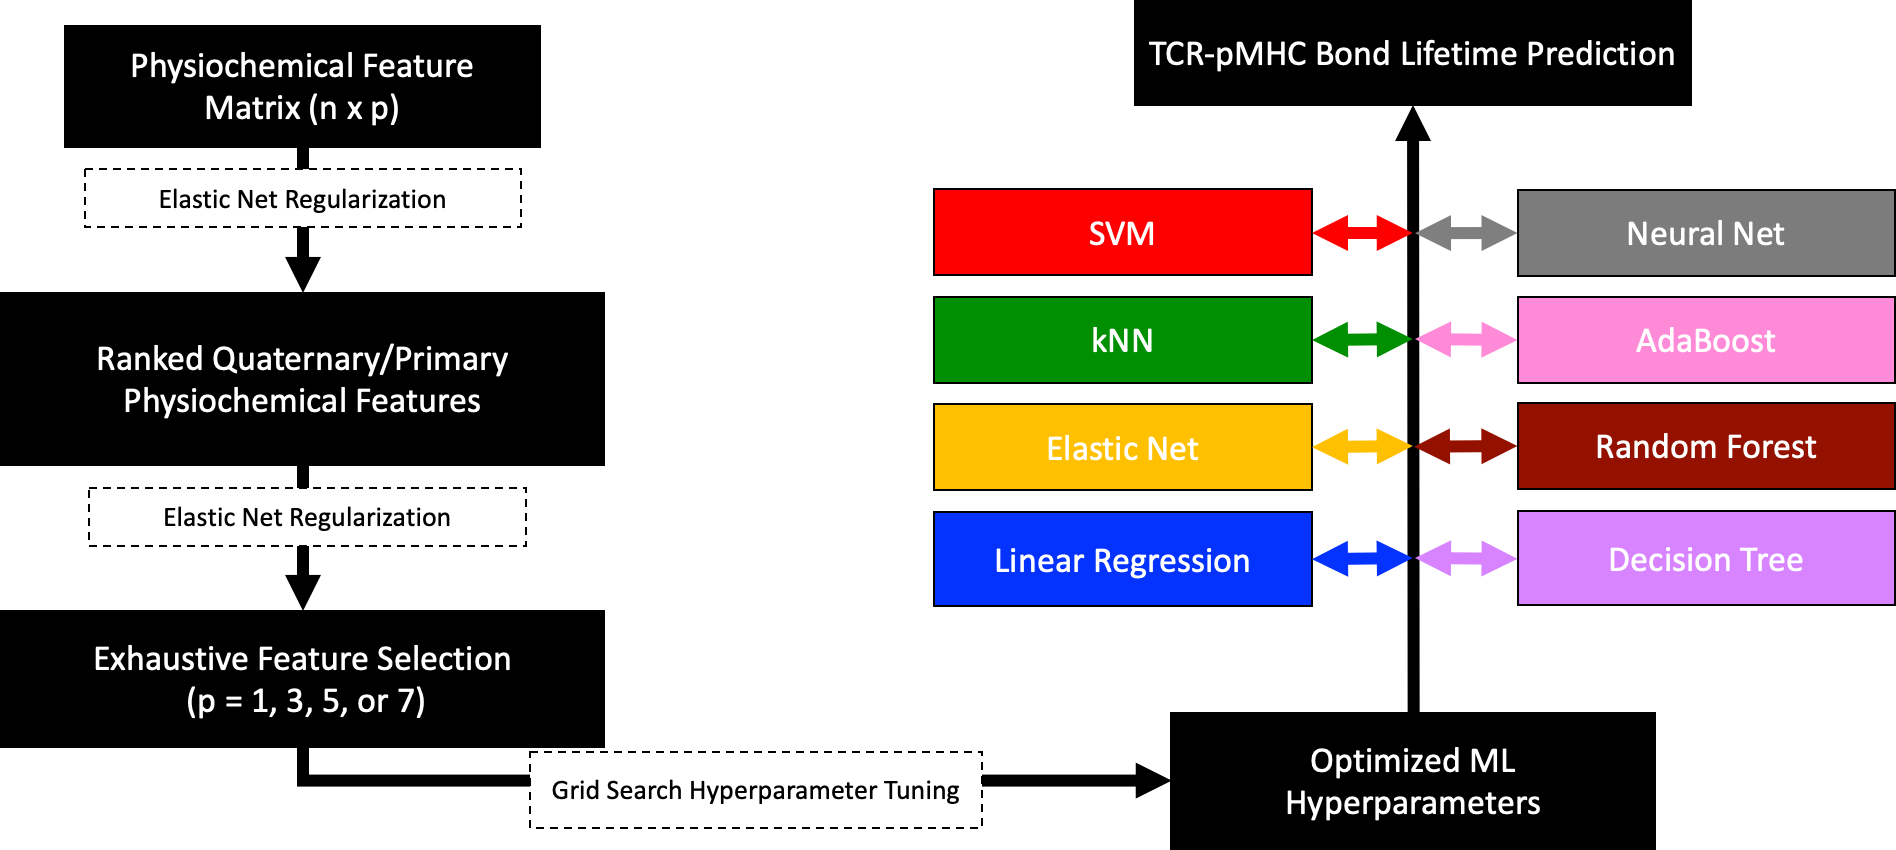 Physiochemical Feature
Matrix (n x p)
Elastic Net Regularization
Ranked Quaternary/Primary
Physiochemical Features
Elastic Net Regularization
Exhaustive Feature Selection
(p = 1, 3, 5, or 7)
Grid Search Hyperparameter Tuning
Optimized ML
Hyperparameters
TCR-pMHC Bond Lifetime Prediction
SVM
Neural Net
kNN
AdaBoost
Elastic Net
Random Forest
Linear Regression
Decision Tree